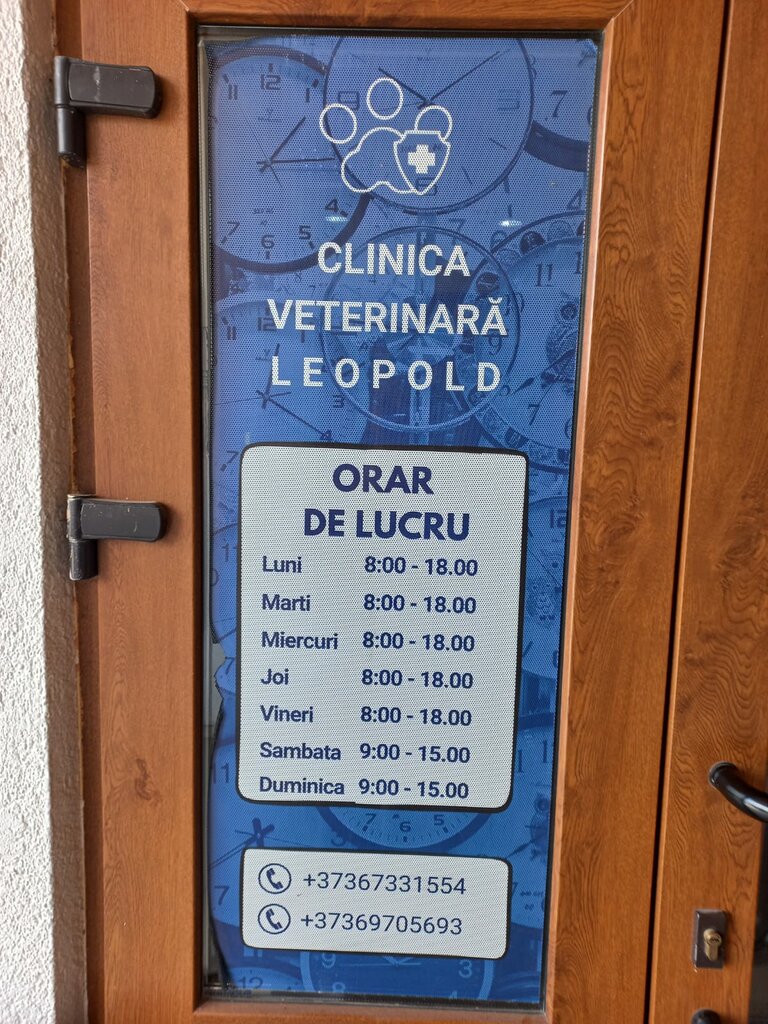 CLINICA
VETERINARĂ
LEOPOLD
ORAR
DE LUCRU
Luni 8:00 - 18.00
Marti 8:00 - 18.00
Miercuri 8:00 - 18.00
Joi 8:00 - 18.00
Vineri 8:00 - 18.00
Sambata 9:00 - 15.00
Duminica 9:00 - 15.00
+37367331554
+37369705693